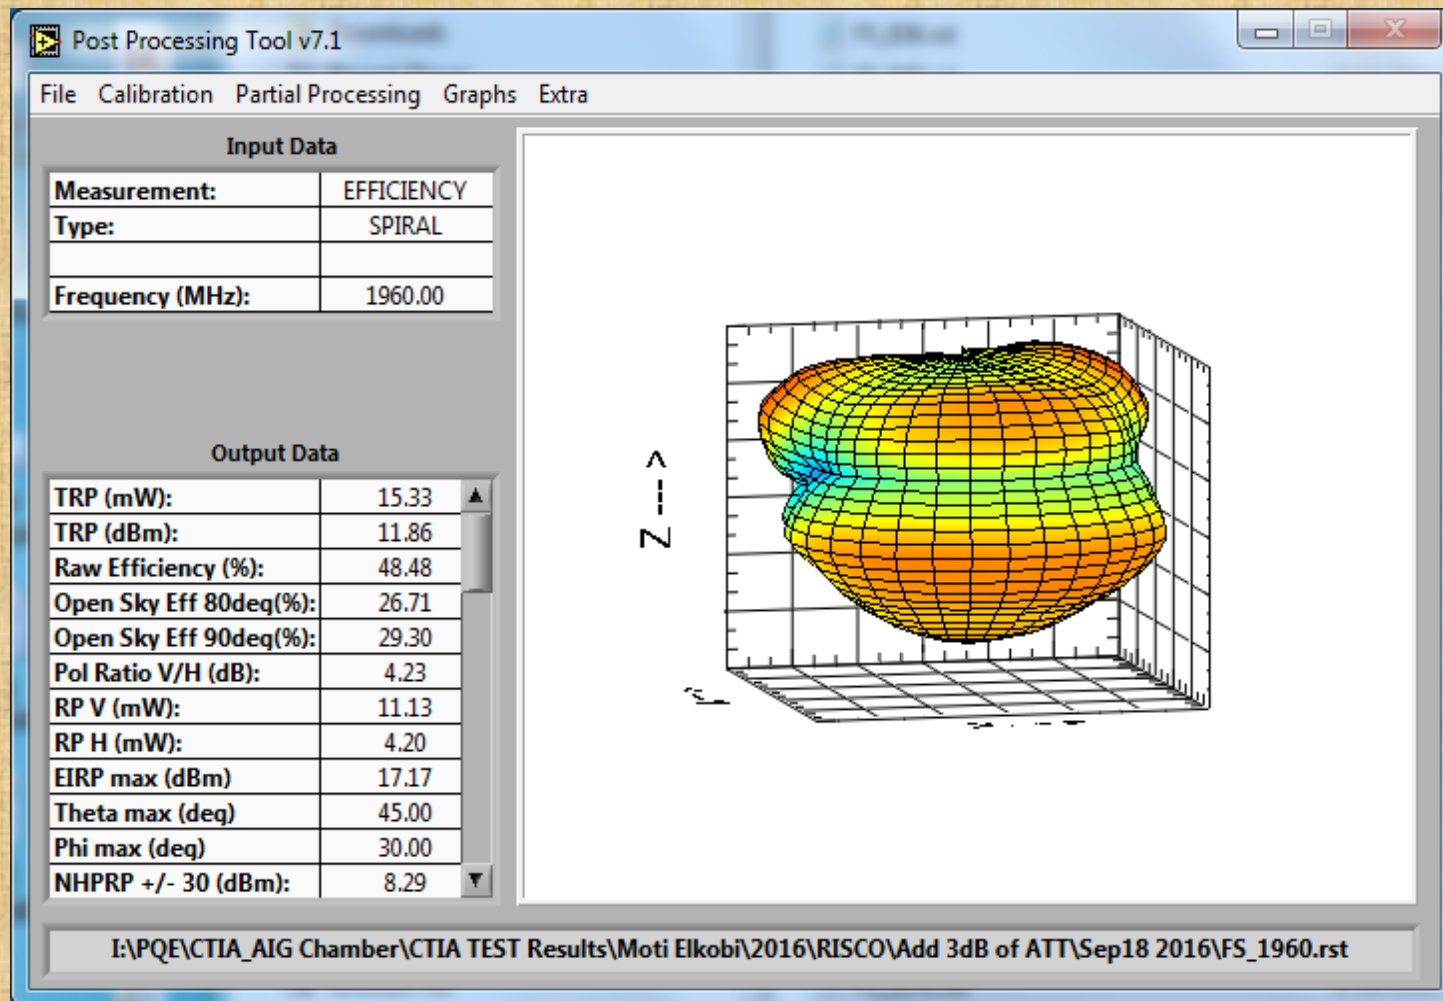 Post Processing Tool v7.1
File Calibration Partial Processing Graphs Extra
Input Data
Measurement: EFFICIENCY
Type: SPIRAL
Frequency (MHz): 1960.00
Output Data
TRP (mW): 15.33
TRP (dBm): 11.86
Raw Efficiency (%): 48.48
Open Sky Eff 80deg(%): 26.71
Open Sky Eff 90deg(%): 29.30
Pol Ratio V/H (dB): 4.23
RP V (mW): 11.13
RP H (mW): 4.20
EIRP max (dBm) 17.17
Theta max (deg) 45.00
Phi max (deg) 30.00
NHPRP +/- 30 (dBm): 8.29
Z --->
I:\PQE\CTIA_AIG Chamber\CTIA TEST Results\Moti Elkobi\2016\RISCO\Add 3dB of ATT\Sep18 2016\FS_1960.rst